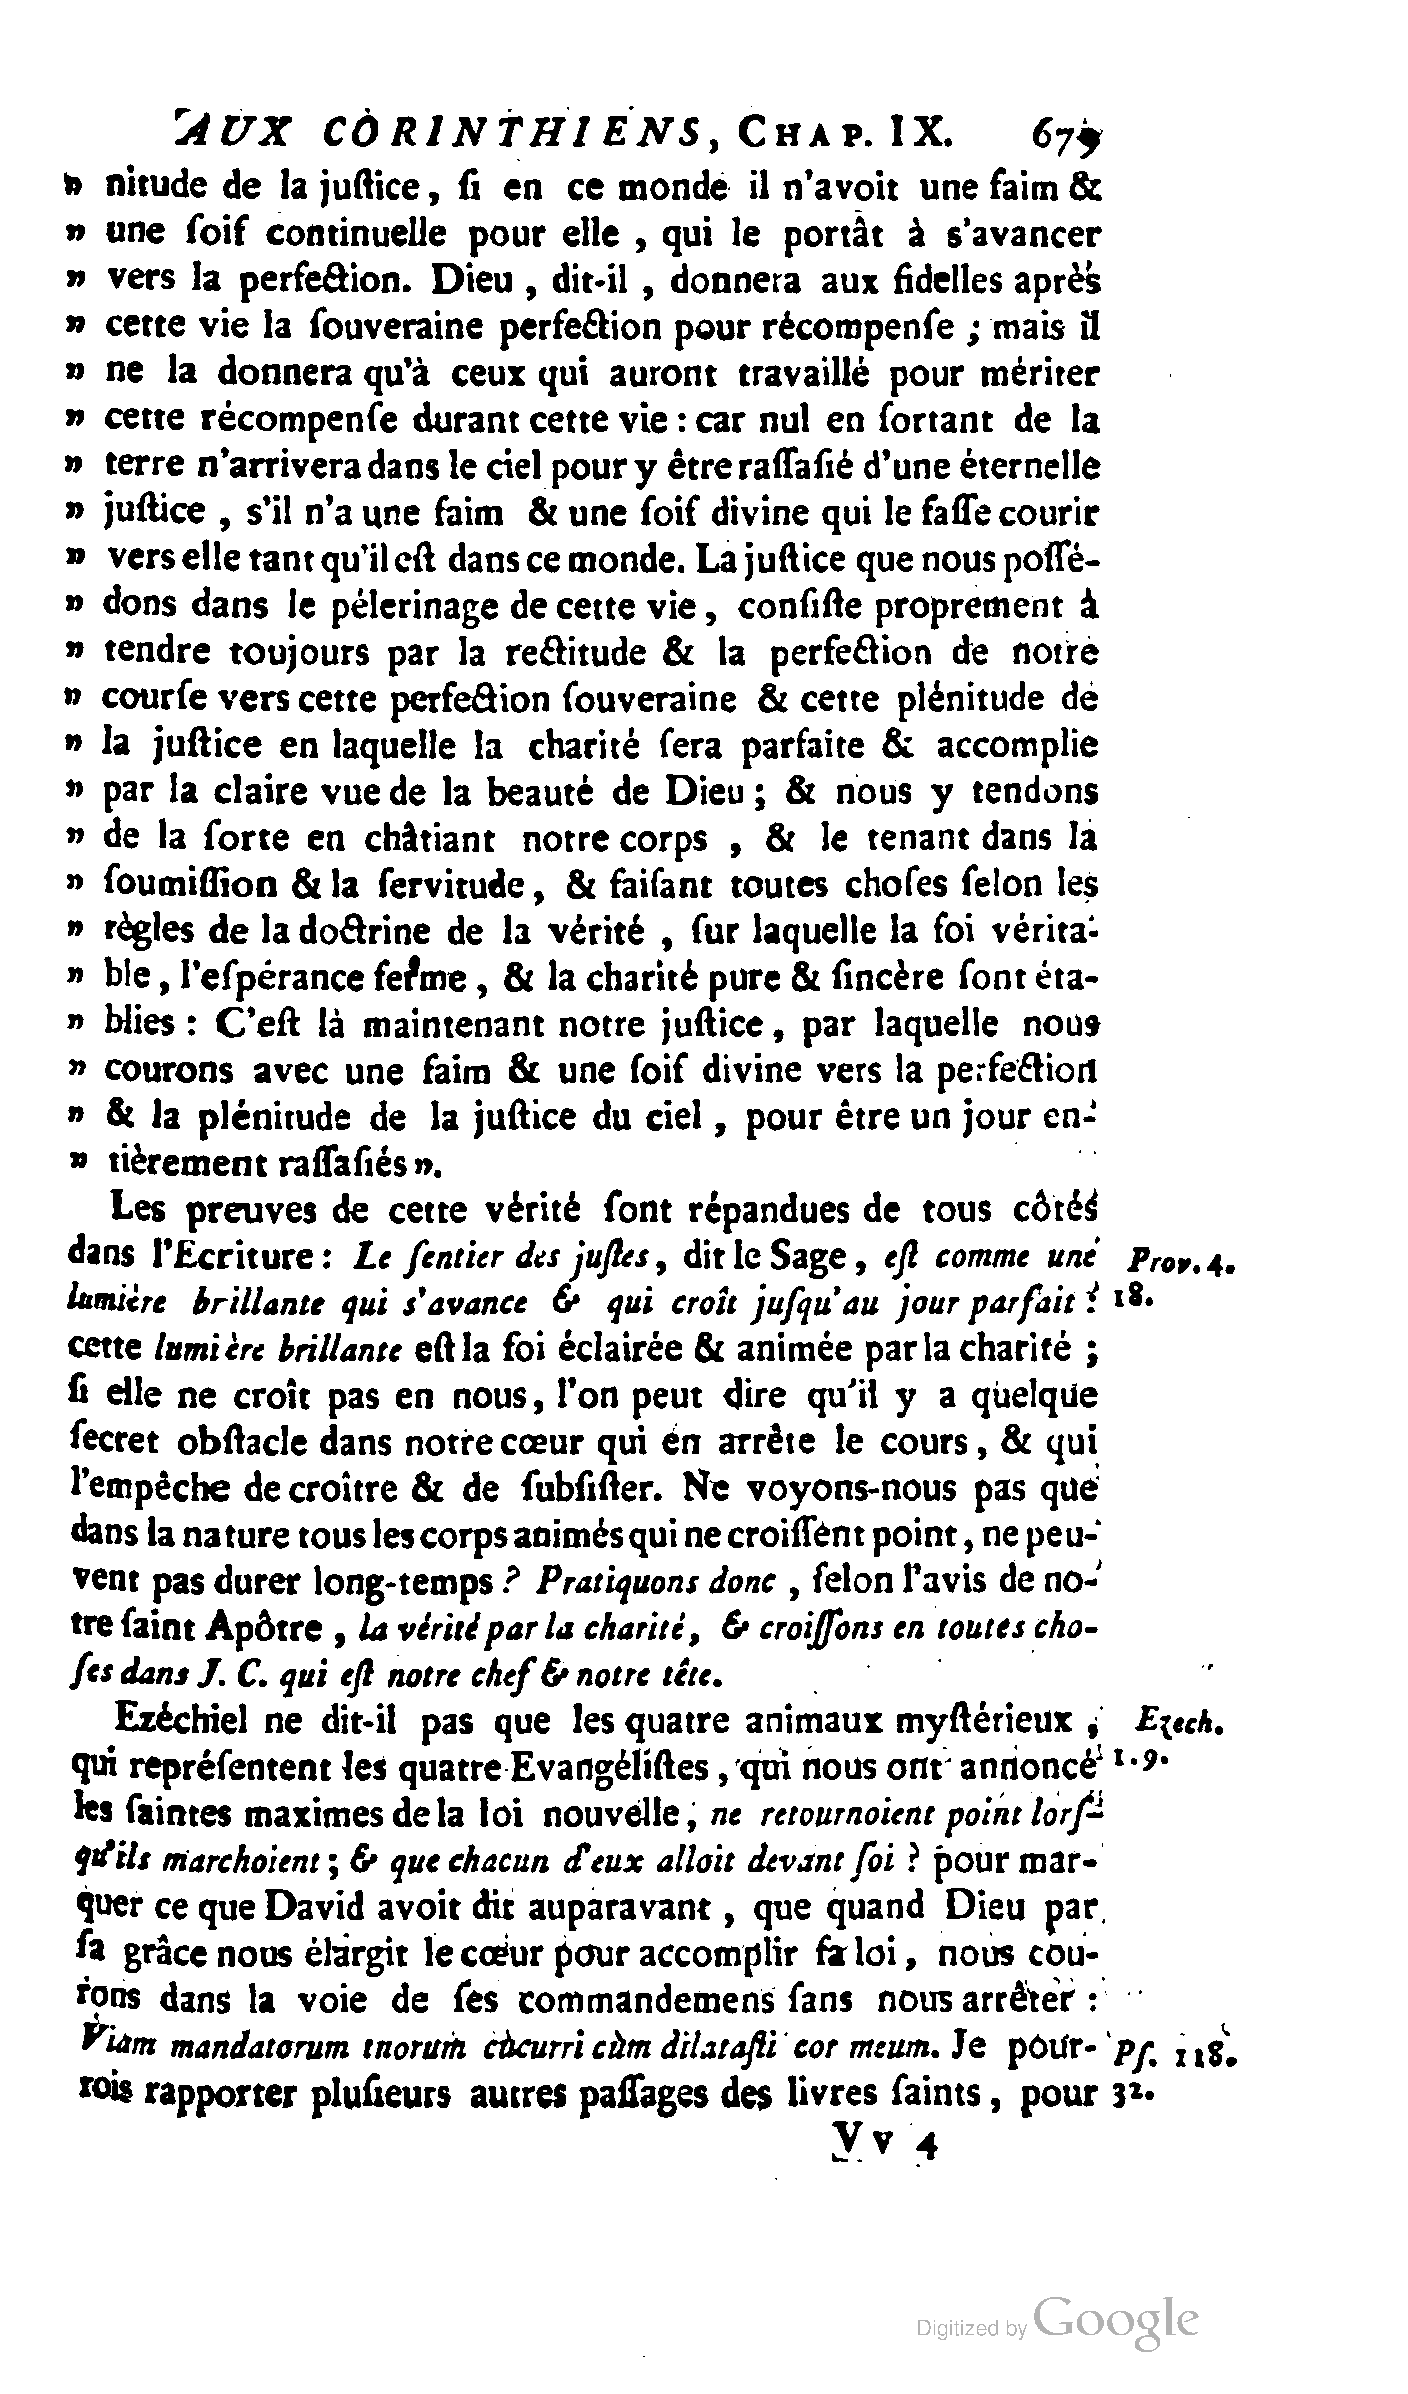 AUX CORINTHIENS, CHAP. IX. 679
» nitude de la juſtice, ſi en ce monde il n'avoit une faim &
» une ſoif continuelle pour elle, qui le portât à s'avancer
» vers la perfection. Dieu, dit-il, donnera aux fidelles après
» cette vie la ſouveraine perfection pour récompenſe ; mais il
» ne la donnera qu'à ceux qui auront travaillé pour mériter
» cette récompenſe durant cette vie : car nul en ſortant de la
» terre n'arrivera dans le ciel pour y être raſſaſié d'une éternelle
» juſtice, s'il n'a une faim & une ſoif divine qui le faſſe courir
» vers elle tant qu'il eſt dans ce monde. La juſtice que nous poſſé-
» dons dans le pélerinage de cette vie, conſiſte proprement à
» tendre toujours par la rectitude & la perfection de notre
» courſe vers cette perfection ſouveraine & cette plénitude de
» la juſtice en laquelle la charité ſera parfaite & accomplie
» par la claire vue de la beauté de Dieu ; & nous y tendons
» de la ſorte en châtiant notre corps, & le tenant dans la
» ſoumiſſion & la ſervitude, & faiſant toutes choſes ſelon les
» règles de la doctrine de la vérité, ſur laquelle la foi vérita-
» ble, l'eſpérance ferme, & la charité pure & ſincère ſont éta-
» blies : C'eſt là maintenant notre juſtice, par laquelle nous
» courons avec une faim & une ſoif divine vers la perfection
» & la plénitude de la juſtice du ciel, pour être un jour en-
» tièrement raſſaſiés ».
Les preuves de cette vérité ſont répandues de tous côtés
dans l'Ecriture : Le ſentier des juſtes, dit le Sage, eſt comme une Prov. 4.
lumière brillante qui s'avance & qui croît juſqu'au jour parfait : 18.
cette lumière brillante eſt la foi éclairée & animée par la charité ;
ſi elle ne croît pas en nous, l'on peut dire qu'il y a quelque
ſecret obſtacle dans notre cœur qui en arrête le cours, & qui
l'empêche de croître & de ſubſiſter. Ne voyons-nous pas que
dans la nature tous les corps animés qui ne croiſſent point, ne peu-
vent pas durer long-temps ? Pratiquons donc, ſelon l'avis de no-
tre ſaint Apôtre, la vérité par la charité, & croiſſons en toutes cho-
ſes dans J. C. qui eſt notre chef & notre tête.
Ezéchiel ne dit-il pas que les quatre animaux myſtérieux, Ezech.
qui repréſentent les quatre Evangéliſtes, qui nous ont annoncé 1. 9.
les ſaintes maximes de la loi nouvelle, ne retournoient point lorſ-
qu'ils marchoient ; & que chacun d'eux alloit devant ſoi ? pour mar-
quer ce que David avoit dit auparavant, que quand Dieu par
ſa grâce nous élargit le cœur pour accomplir ſa loi, nous cou-
rons dans la voie de ſes commandemens ſans nous arrêter :
Viam mandatorum tuorum cucurri cùm dilataſti cor meum. Je pour- Pſ. 118.
rois rapporter pluſieurs autres paſſages des livres ſaints, pour 32.
V v 4
Digitized by Google